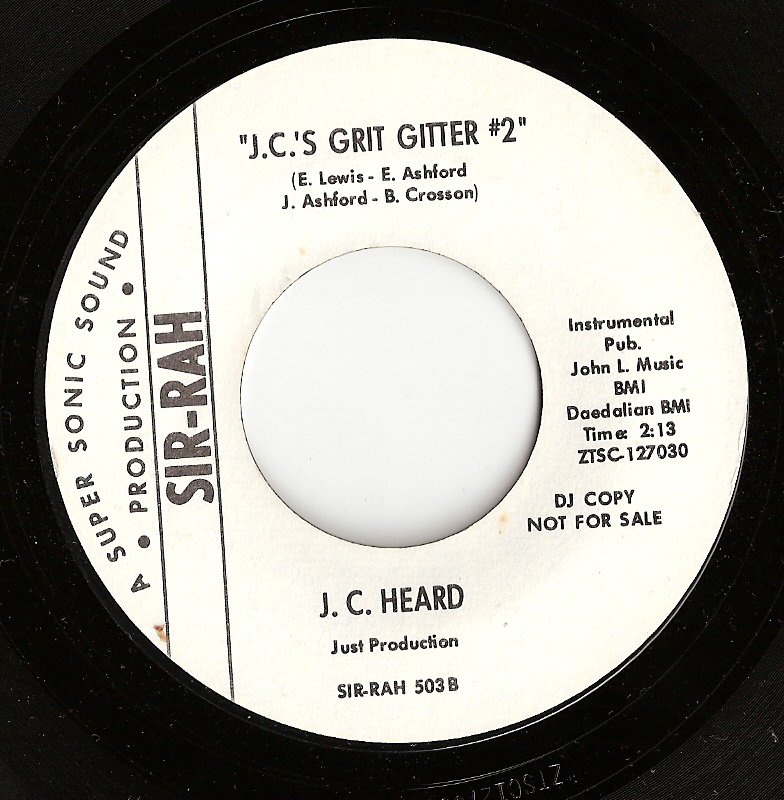 "J.C.'S GRIT GITTER #2"
(E. Lewis - E. Ashford
J. Ashford - B. Crosson)
SUPER SONIC SOUND
A • PRODUCTION •
SIR-RAH
Instrumental
Pub.
John L. Music
BMI
Daedalian BMI
Time: 2:13
ZTSC-127030
DJ COPY
NOT FOR SALE
J. C. HEARD
Just Production
SIR-RAH 503 B